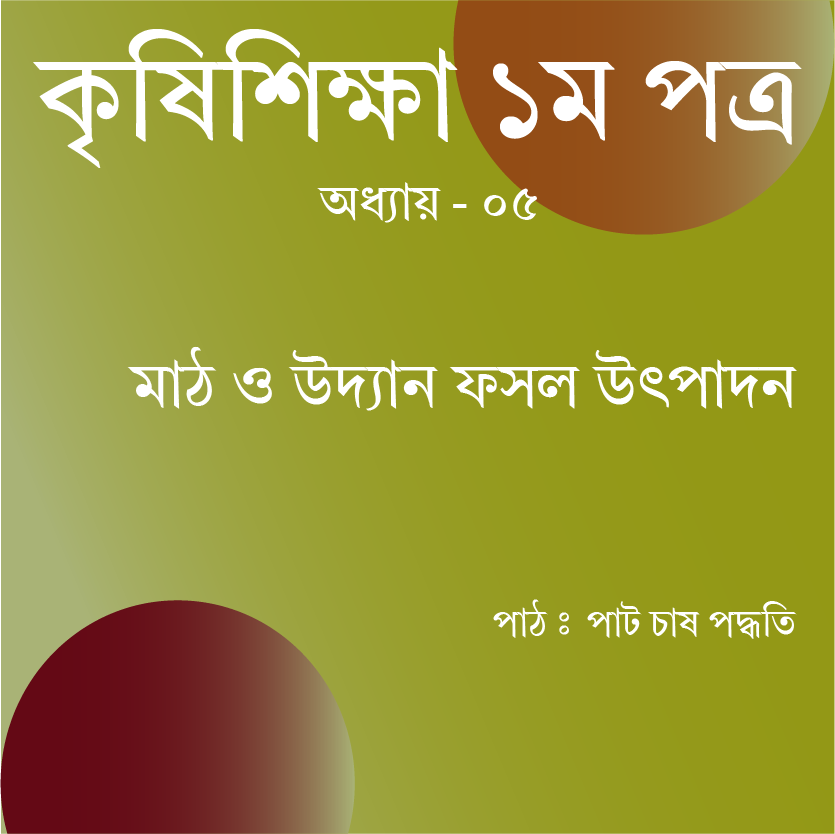 কৃষিশিক্ষা ১ম পত্র
অধ্যায় - ০৫
মাঠ ও উদ্যান ফসল উৎপাদন
পাঠ ঃ পাট চাষ পদ্ধতি